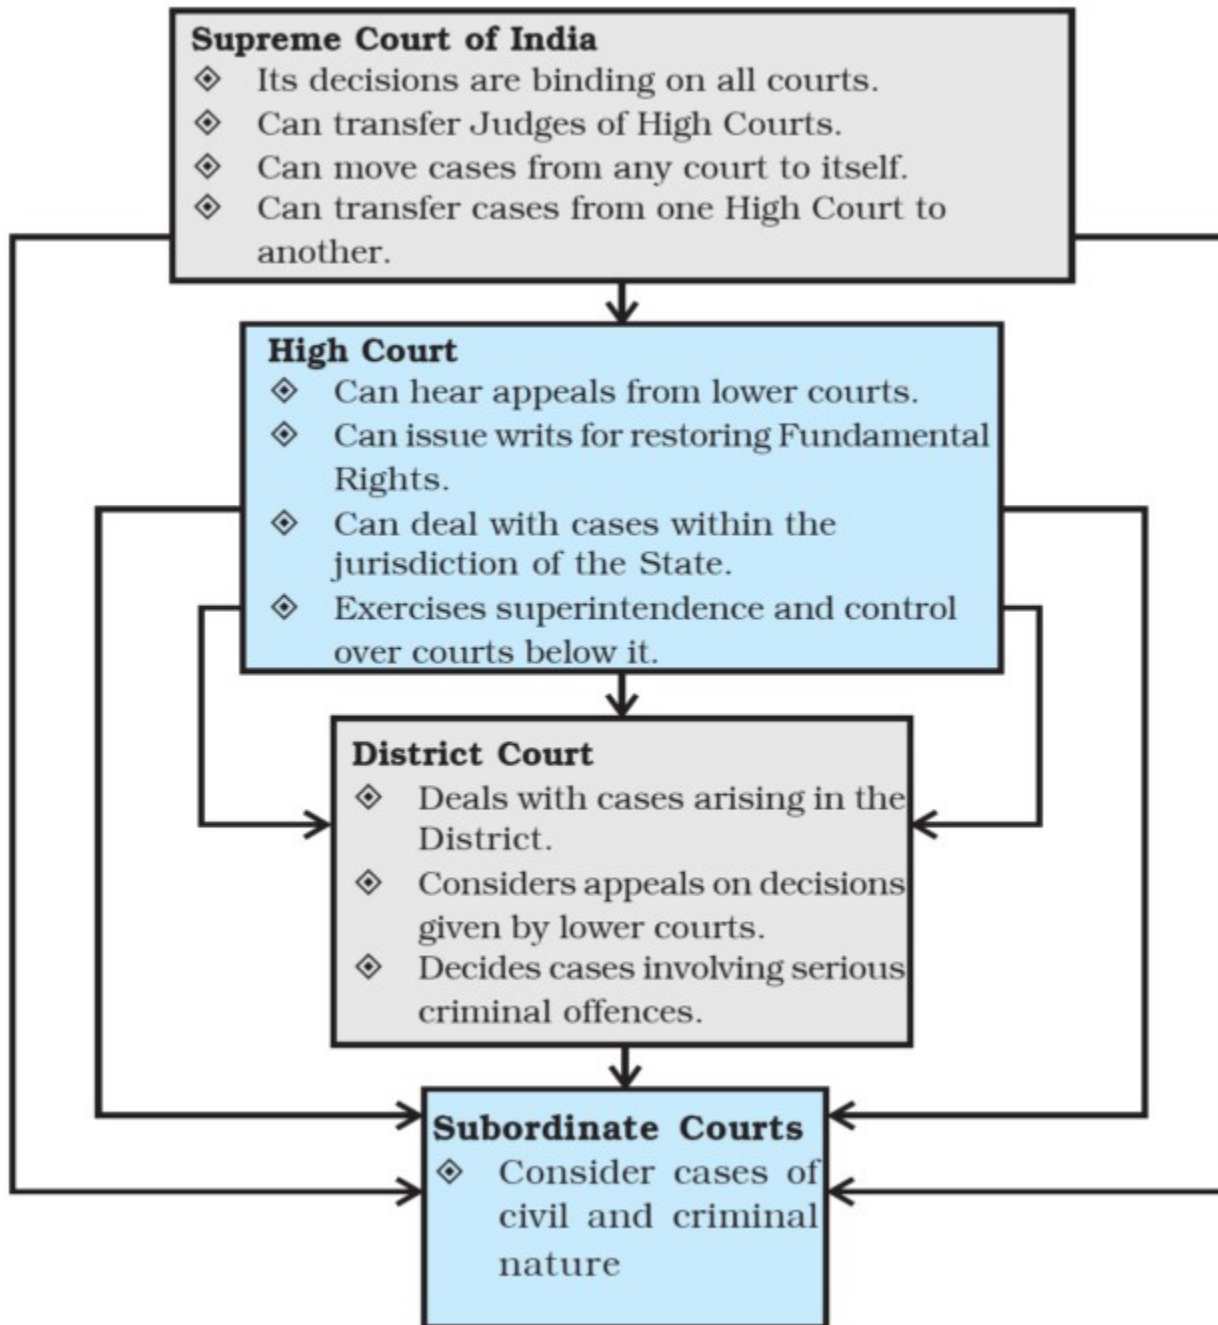 Supreme Court of India
Its decisions are binding on all courts.
Can transfer Judges of High Courts.
Can move cases from any court to itself.
Can transfer cases from one High Court to
another.
High Court
Can hear appeals from lower courts.
Can issue writs for restoring Fundamental
Rights.
Can deal with cases within the
jurisdiction of the State.
Exercises superintendence and control
over courts below it.
District Court
Deals with cases arising in the
District.
Considers appeals on decisions
given by lower courts.
Decides cases involving serious
criminal offences.
Subordinate Courts
Consider cases of
civil and criminal
nature